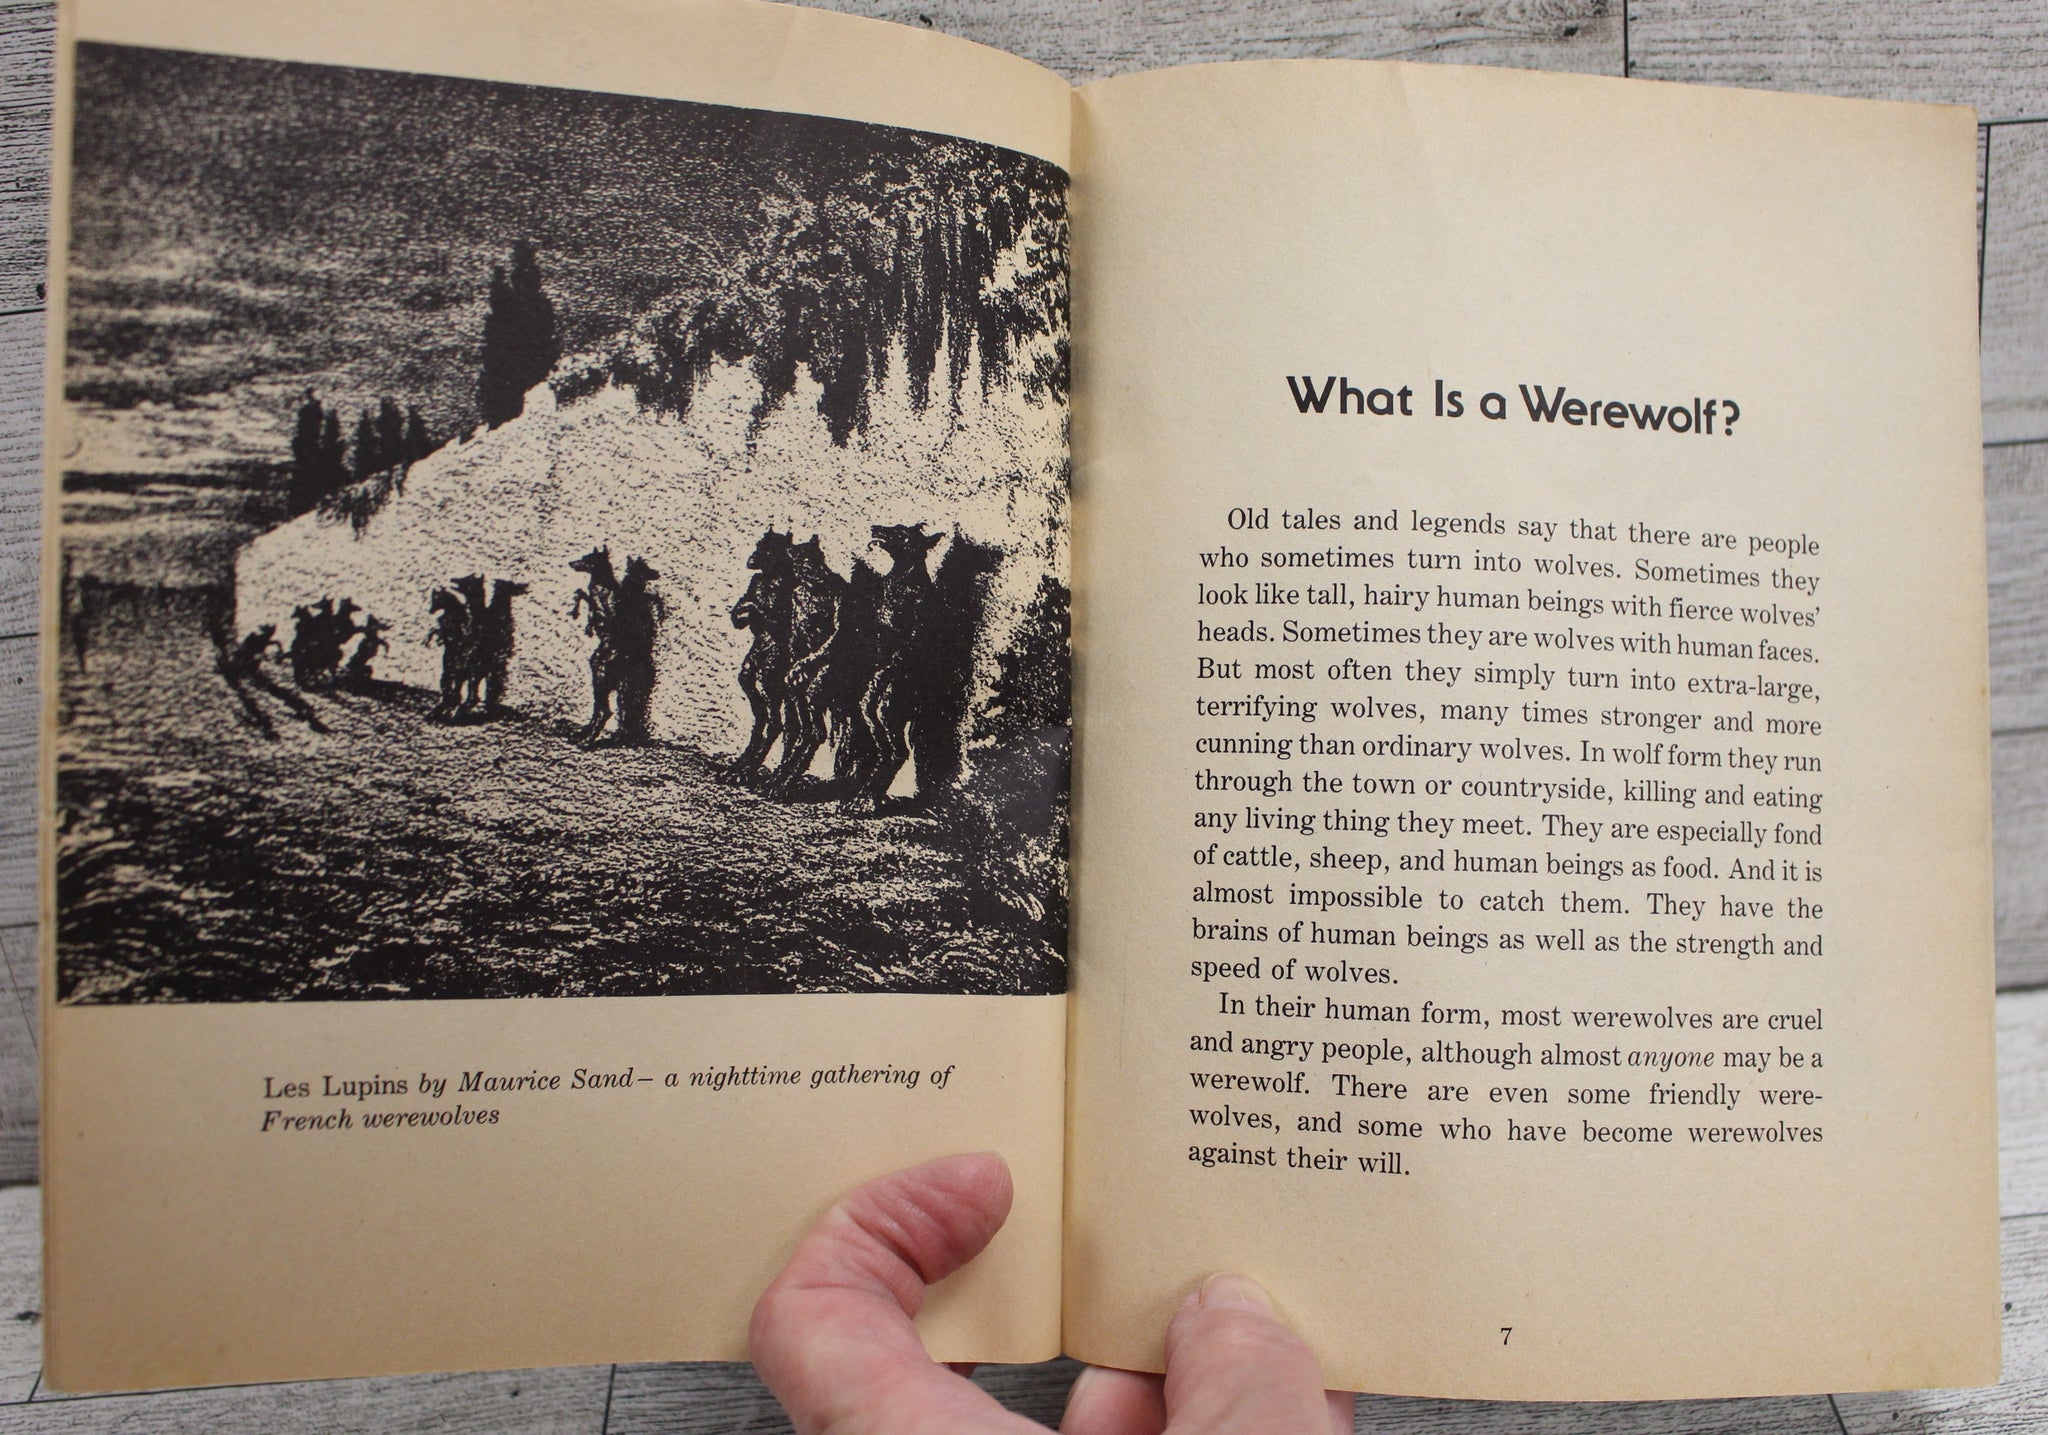 Les Lupins by Maurice Sand – a nighttime gathering of
French werewolves
What Is a Werewolf?
Old tales and legends say that there are people
who sometimes turn into wolves. Sometimes they
look like tall, hairy human beings with fierce wolves'
heads. Sometimes they are wolves with human faces.
But most often they simply turn into extra-large,
terrifying wolves, many times stronger and more
cunning than ordinary wolves. In wolf form they run
through the town or countryside, killing and eating
any living thing they meet. They are especially fond
of cattle, sheep, and human beings as food. And it is
almost impossible to catch them. They have the
brains of human beings as well as the strength and
speed of wolves.
In their human form, most werewolves are cruel
and angry people, although almost anyone may be a
werewolf. There are even some friendly were-
wolves, and some who have become werewolves
against their will.
7